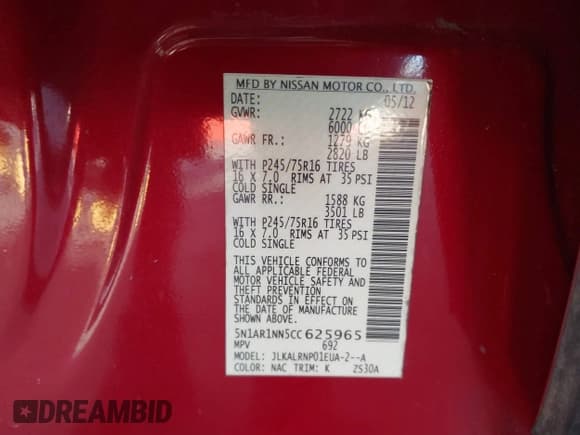 MFD BY NISSAN MOTOR CO., LTD.
DATE: 05/12
GVWR: 2722 KG
6000
GAWR FR.: 1279 KG
2820 LB
WITH P245/75R16 TIRES
16 X 7.0 RIMS AT 35 PSI
COLD SINGLE
GAWR RR.: 1588 KG
3501 LB
WITH P245/75R16 TIRES
16 X 7.0 RIMS AT 35 PSI
COLD SINGLE
THIS VEHICLE CONFORMS TO
ALL APPLICABLE FEDERAL
MOTOR VEHICLE SAFETY AND
THEFT PREVENTION
STANDARDS IN EFFECT ON
THE DATE OF MANUFACTURE
SHOWN ABOVE.
5N1AR1NN5CC625965
MPV 692
MODEL: JLKALRNP01EUA-2--A
COLOR: NAC TRIM: K 2S30A
DREAMBID